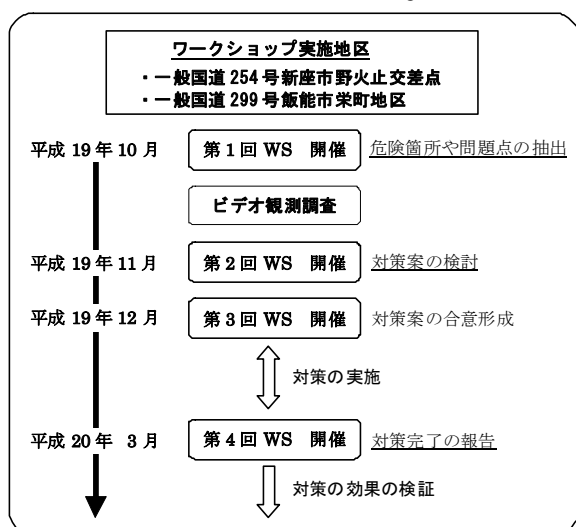 ワークショップ実施地区
・一般国道254号新座市野火止交差点
・一般国道299号飯能市栄町地区
平成 19 年 10 月 第1回 WS 開催 危険箇所や問題点の抽出
ビデオ観測調査
平成 19 年 11 月 第2回 WS 開催 対策案の検討
平成 19 年 12 月 第3回 WS 開催 対策案の合意形成
対策の実施
平成 20 年 3 月 第4回 WS 開催 対策完了の報告
対策の効果の検証